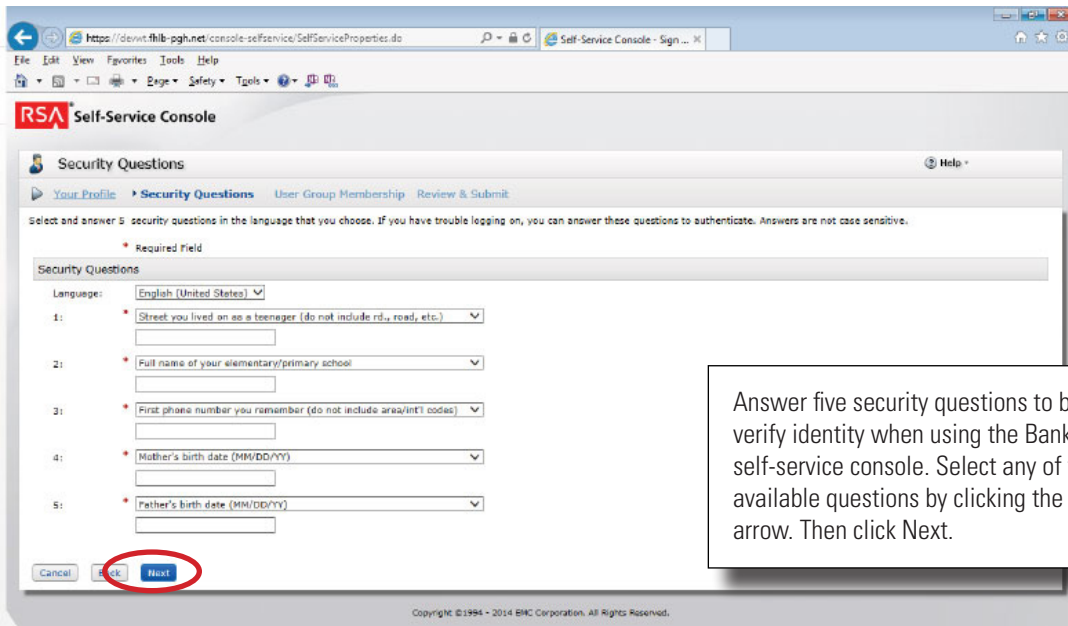 https://devwt.fhlb-pgh.net/console-selfservice/SelfServiceProperties.do
Self-Service Console - Sign ...
File Edit View Favorites Tools Help
Page Safety Tools
RSA Self-Service Console
Security Questions
Help
Your Profile Security Questions User Group Membership Review & Submit
Select and answer 5 security questions in the language that you choose. If you have trouble logging on, you can answer these questions to authenticate. Answers are not case sensitive.
* Required Field
Security Questions
Language: English (United States)
1: * Street you lived on as a teenager (do not include rd., road, etc.)
2: * Full name of your elementary/primary school
3: * First phone number you remember (do not include area/int'l codes)
4: * Mother's birth date (MM/DD/YY)
5: * Father's birth date (MM/DD/YY)
Answer five security questions to
verify identity when using the Bank
self-service console. Select any of
available questions by clicking the
arrow. Then click Next.
Cancel Back Next
Copyright ©1994 - 2014 EMC Corporation. All Rights Reserved.